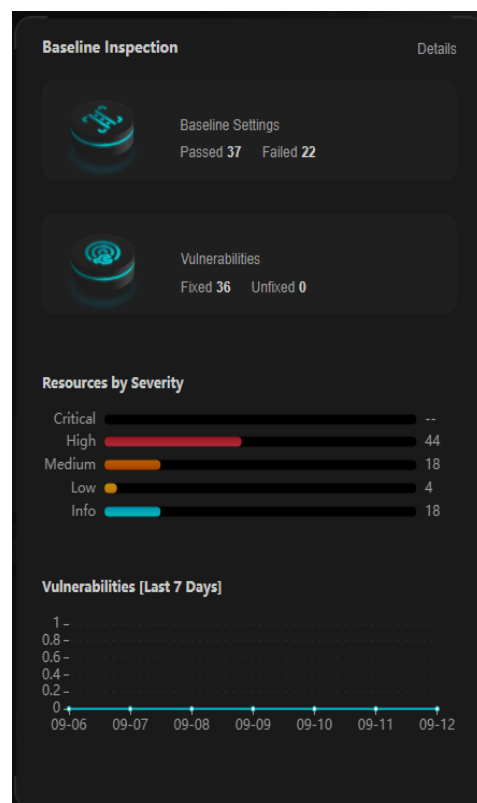 Baseline Inspection Details
Baseline Settings
Passed 37 Failed 22
Vulnerabilities
Fixed 36 Unfixed 0
Resources by Severity
Critical --
High 44
Medium 18
Low 4
Info 18
Vulnerabilities [Last 7 Days]
1
0.8
0.6
0.4
0.2
0
09-06 09-07 09-08 09-09 09-10 09-11 09-12